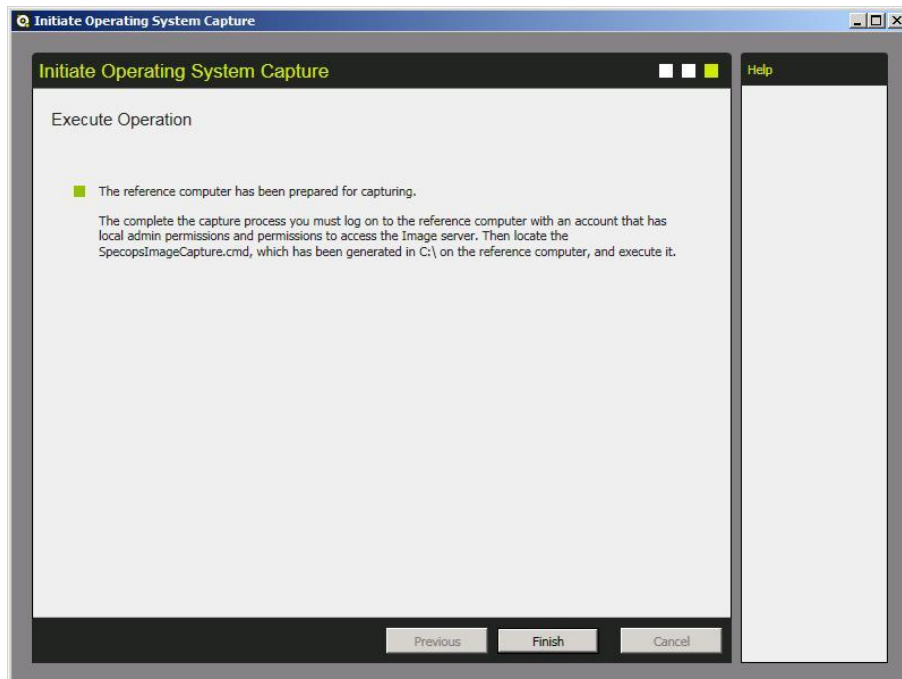 Initiate Operating System Capture
Initiate Operating System Capture
Help
Execute Operation
The reference computer has been prepared for capturing.
The complete the capture process you must log on to the reference computer with an account that has
local admin permissions and permissions to access the Image server. Then locate the
SpecopsImageCapture.cmd, which has been generated in C:\ on the reference computer, and execute it.
Previous
Finish
Cancel